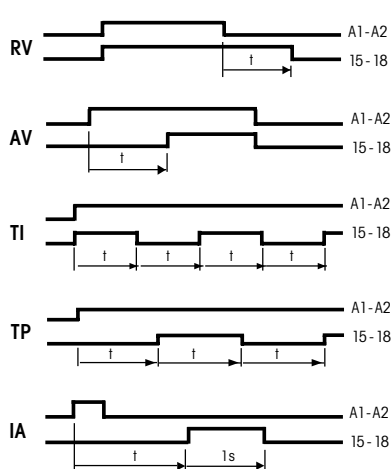 A1-A2
RV
t
15-18
A1-A2
AV
15-18
t
A1-A2
TI
15-18
t t t t
A1-A2
TP
15-18
t t t
A1-A2
IA
15-18
t 1s